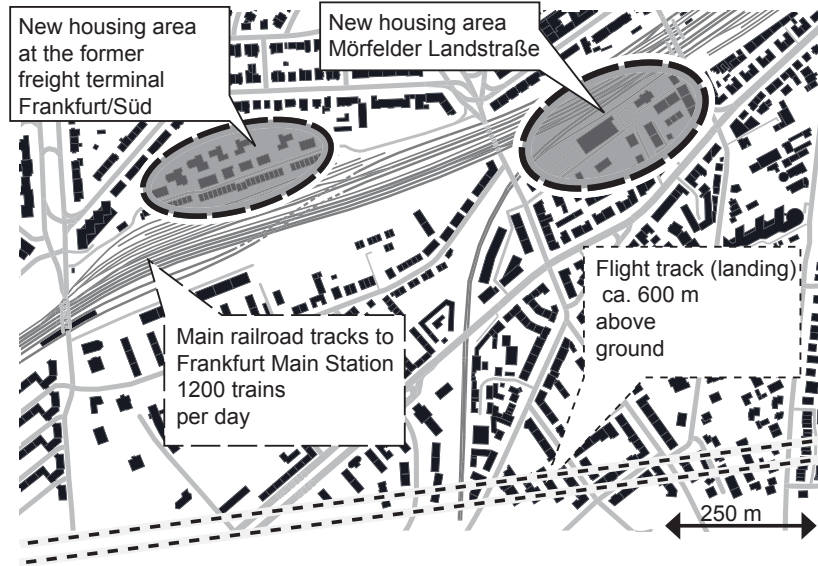 New housing area
at the former
freight terminal
Frankfurt/Süd
New housing area
Mörfelder Landstraße
Flight track (landing)
ca. 600 m
above
ground
Main railroad tracks to
Frankfurt Main Station
1200 trains
per day
250 m